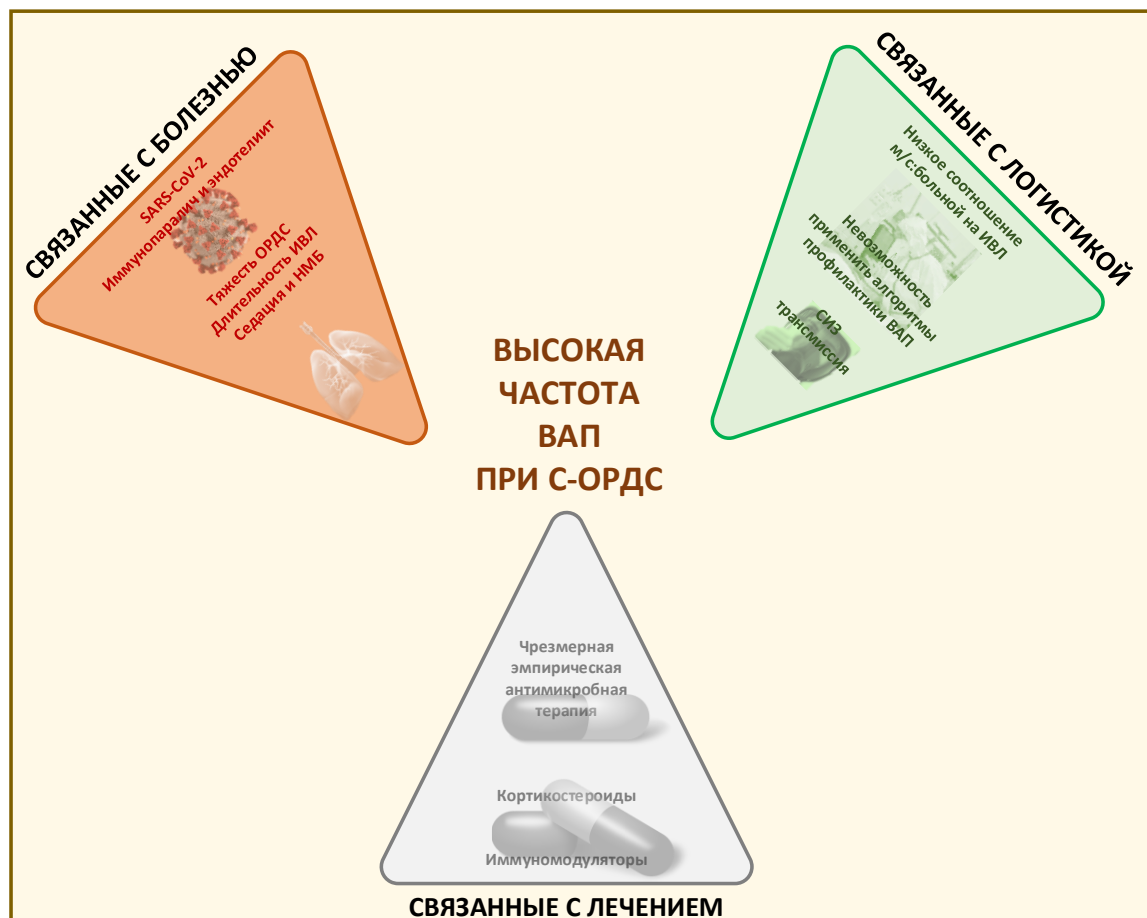 СВЯЗАННЫЕ С БОЛЕЗНЬЮ
SARS-CoV-2
Иммунопаралич и эндотелиит
Тяжесть ОРДС
Длительность ИВЛ
Седация и НМБ
СВЯЗАННЫЕ С ЛОГИСТИКОЙ
Низкое соотношение
м/с:больной на ИВЛ
Невозможность
применить алгоритмы
профилактики ВАП
СИЗ
трансмиссия
ВЫСОКАЯ
ЧАСТОТА
ВАП
ПРИ С-ОРДС
Чрезмерная
эмпирическая
антимикробная
терапия
Кортикостероиды
Иммуномодуляторы
СВЯЗАННЫЕ С ЛЕЧЕНИЕМ